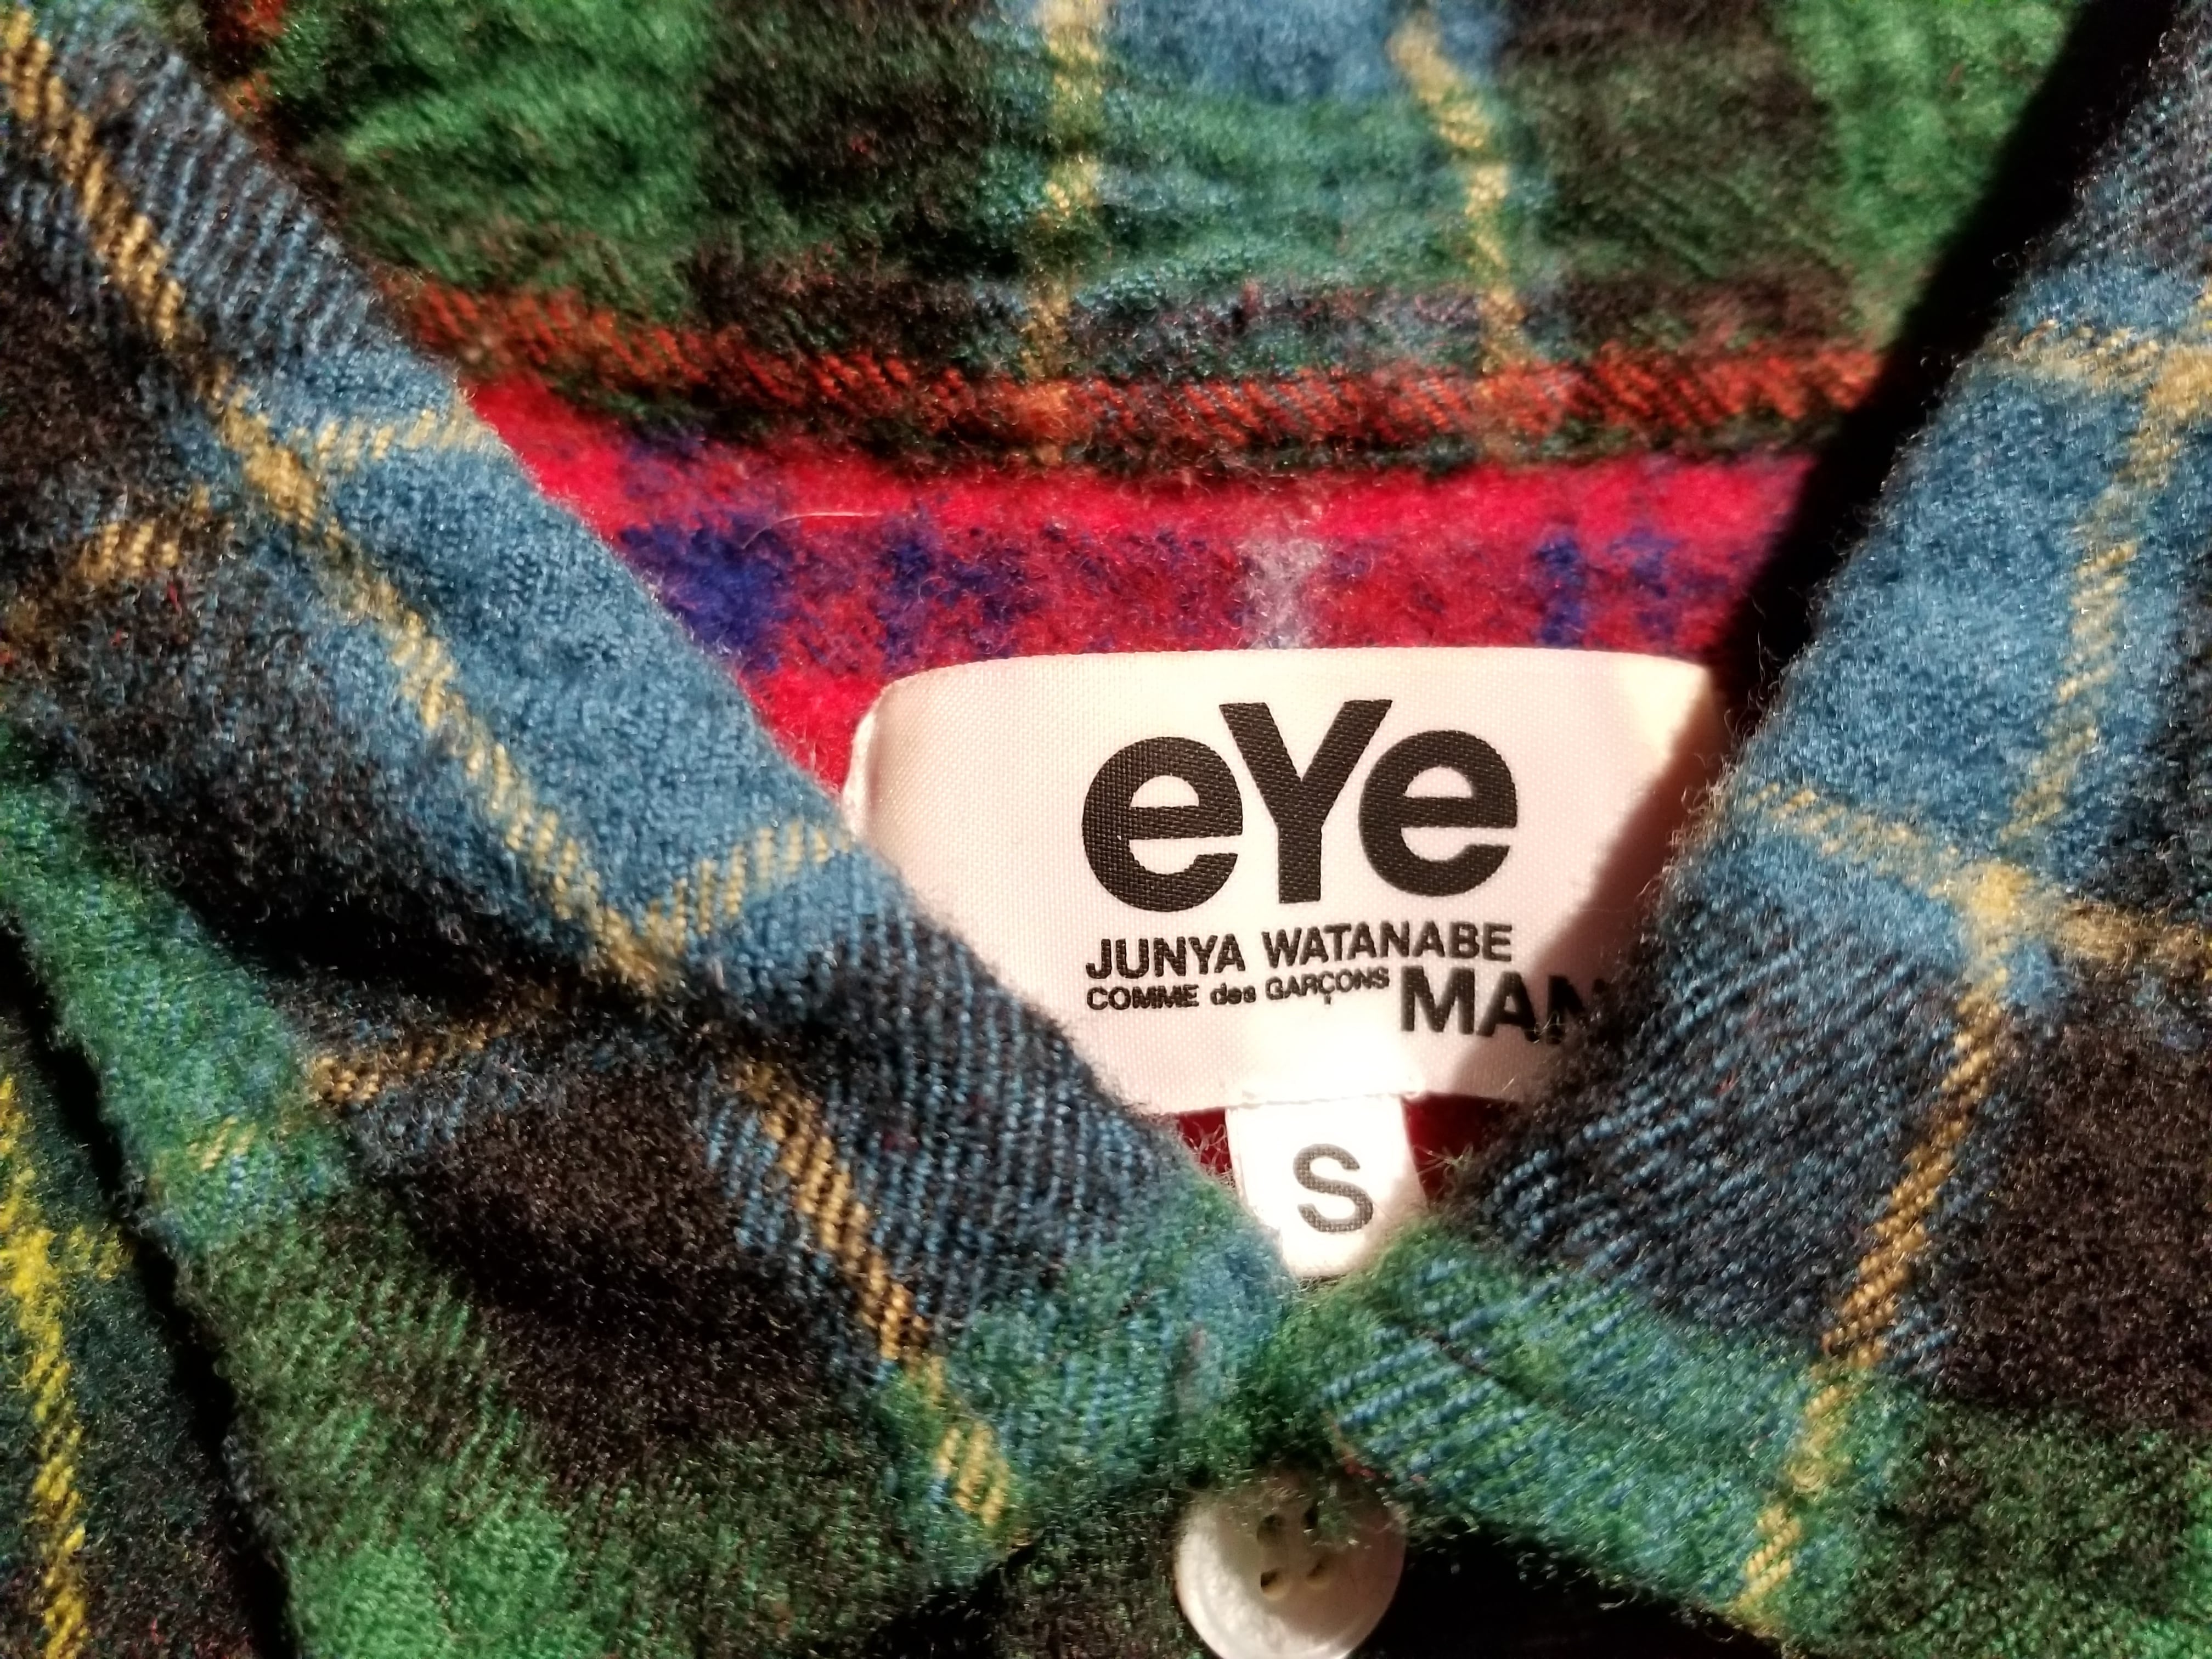 eYe
JUNYA WATANABE
COMME des GARÇONS MAN
S